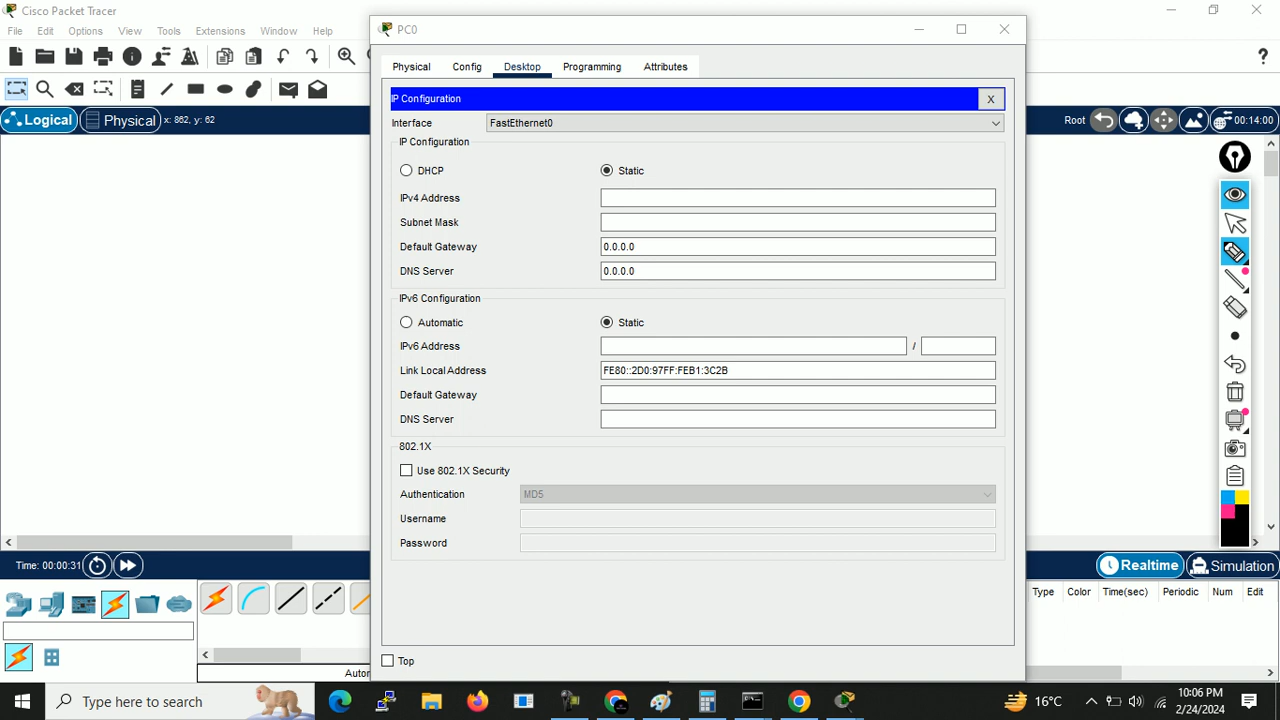 Cisco Packet Tracer
File Edit Options View Tools Extensions Window Help
PC0
Physical Config Desktop Programming Attributes
IP Configuration X
Interface FastEthernet0
IP Configuration
DHCP Static
IPv4 Address
Subnet Mask
Default Gateway 0.0.0.0
DNS Server 0.0.0.0
IPv6 Configuration
Automatic Static
IPv6 Address /
Link Local Address FE80::2D0:97FF:FEB1:3C2B
Default Gateway
DNS Server
802.1X
Use 802.1X Security
Authentication MD5
Username
Password
Top
Logical Physical x: 862, y: 62
Root 00:14:00
Time: 00:00:31
Realtime Simulation
Type Color Time(sec) Periodic Num Edit
Type here to search
16°C
10:06 PM
2/24/2024